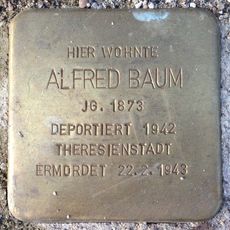 HIER WOHNTE
ALFRED BAUM
JG. 1873
DEPORTIERT 1942
THERESIENSTADT
ERMORDET 22.2.1943